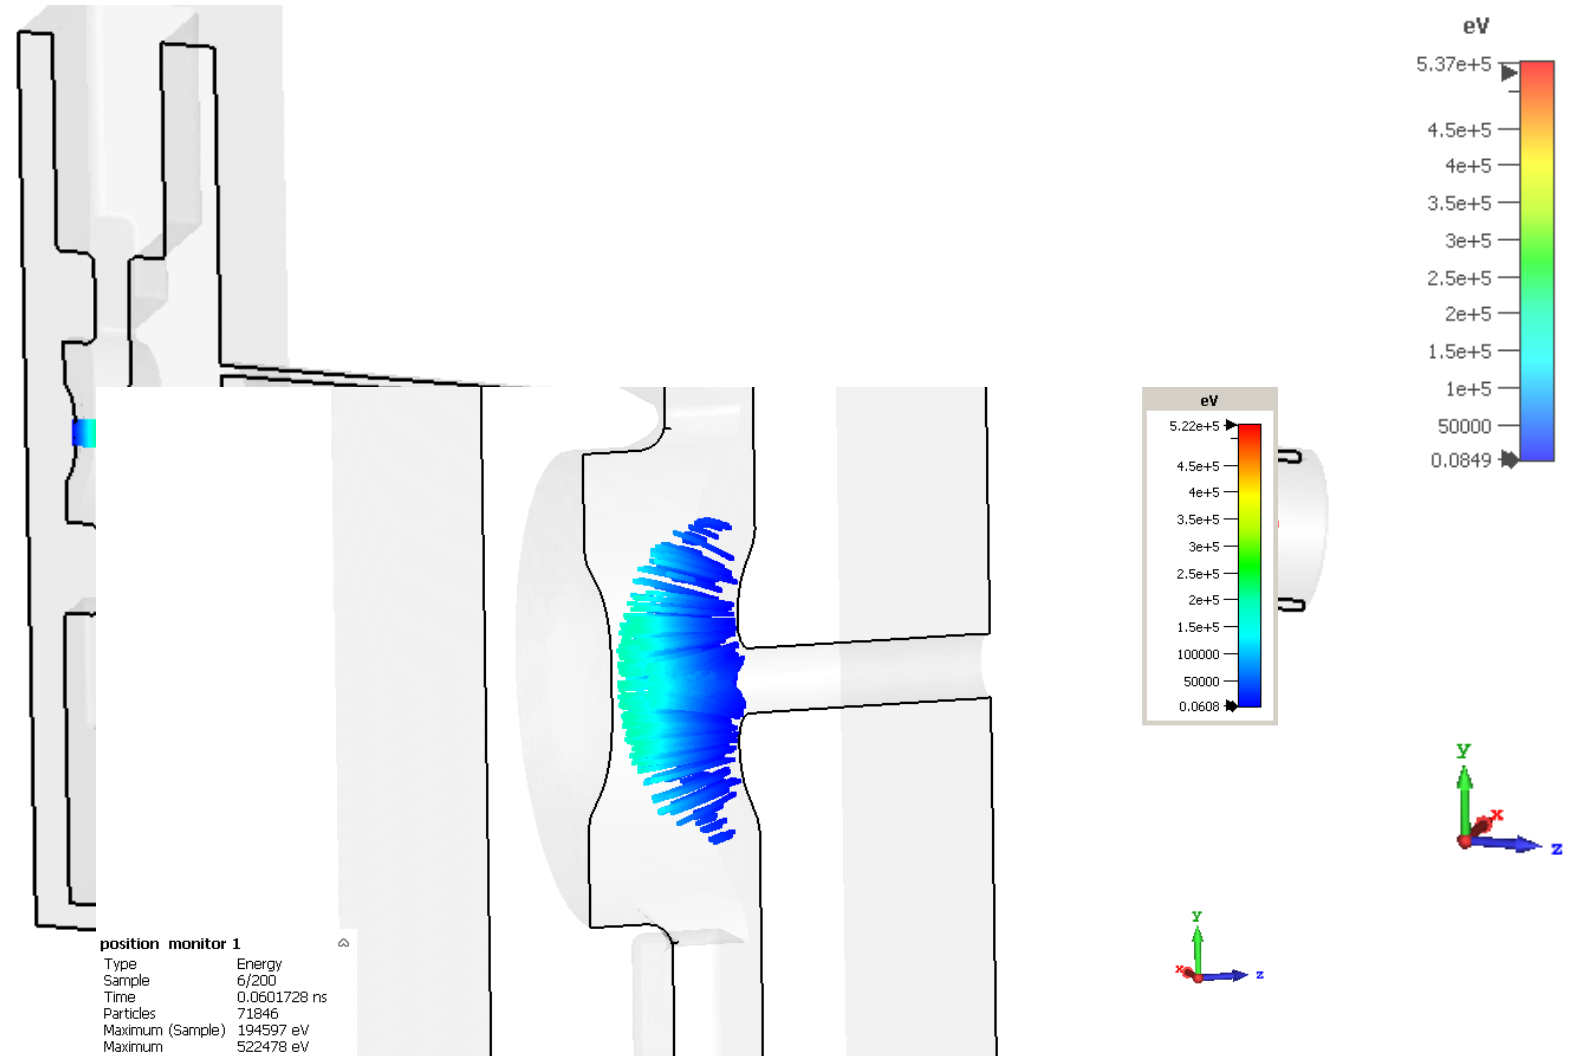 eV
5.37e+5
4.5e+5
4e+5
3.5e+5
3e+5
2.5e+5
2e+5
1.5e+5
1e+5
50000
0.0849
eV
5.22e+5
4.5e+5
4e+5
3.5e+5
3e+5
2.5e+5
2e+5
1.5e+5
100000
50000
0.0608
y
x
z
y
x
z
position monitor 1
Type Energy
Sample 6/200
Time 0.0601728 ns
Particles 71846
Maximum (Sample) 194597 eV
Maximum 522478 eV